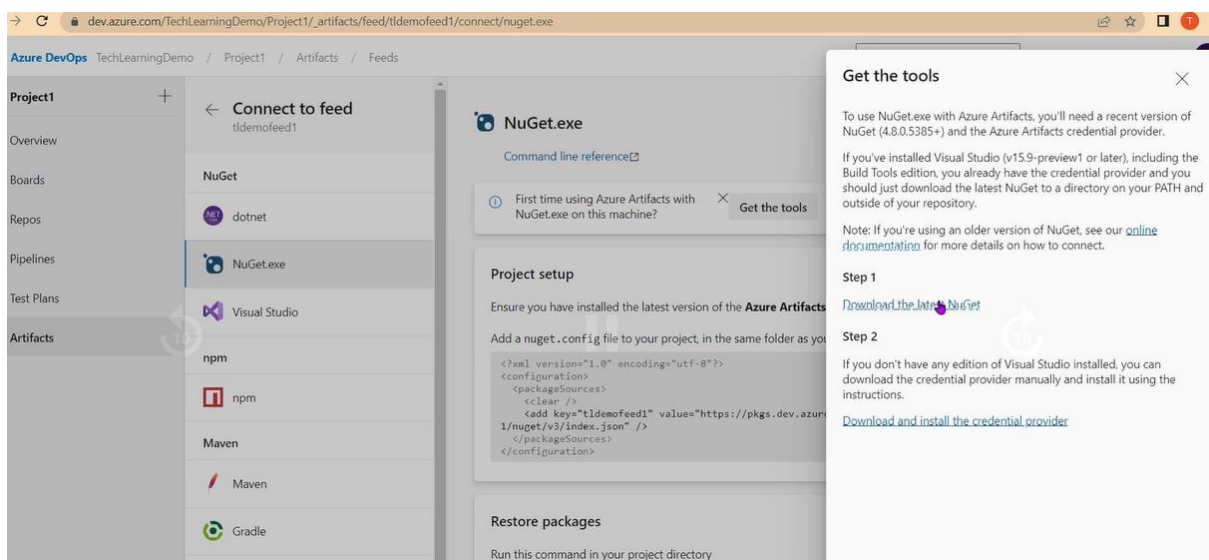 dev.azure.com/TechLearningDemo/Project1/_artifacts/feed/tldemofeed1/connect/nuget.exe
T
Azure DevOps TechLearningDemo / Project1 / Artifacts / Feeds
Project1
Overview
Boards
Repos
Pipelines
Test Plans
Artifacts
Connect to feed
tldemofeed1
NuGet
NET dotnet
NuGet.exe
Visual Studio
npm
npm
Maven
Maven
Gradle
NuGet.exe
Command line reference
First time using Azure Artifacts with
NuGet.exe on this machine?
Get the tools
Project setup
Ensure you have installed the latest version of the Azure Artifacts
Add a nuget.config file to your project, in the same folder as you
<?xml version="1.0" encoding="utf-8"?>
<configuration>
<packageSources>
<clear />
<add key="tldemofeed1" value="https://pkgs.dev.azure
1/nuget/v3/index.json" />
</packageSources>
</configuration>
Restore packages
Run this command in your project directory
10
10
Get the tools
To use NuGet.exe with Azure Artifacts, you'll need a recent version of
NuGet (4.8.0.5385+) and the Azure Artifacts credential provider.
If you've installed Visual Studio (v15.9-preview1 or later), including the
Build Tools edition, you already have the credential provider and you
should just download the latest NuGet to a directory on your PATH and
outside of your repository.
Note: If you're using an older version of NuGet, see our online
documentation for more details on how to connect.
Step 1
Download the latest NuGet
Step 2
If you don't have any edition of Visual Studio installed, you can
download the credential provider manually and install it using the
instructions.
Download and install the credential provider